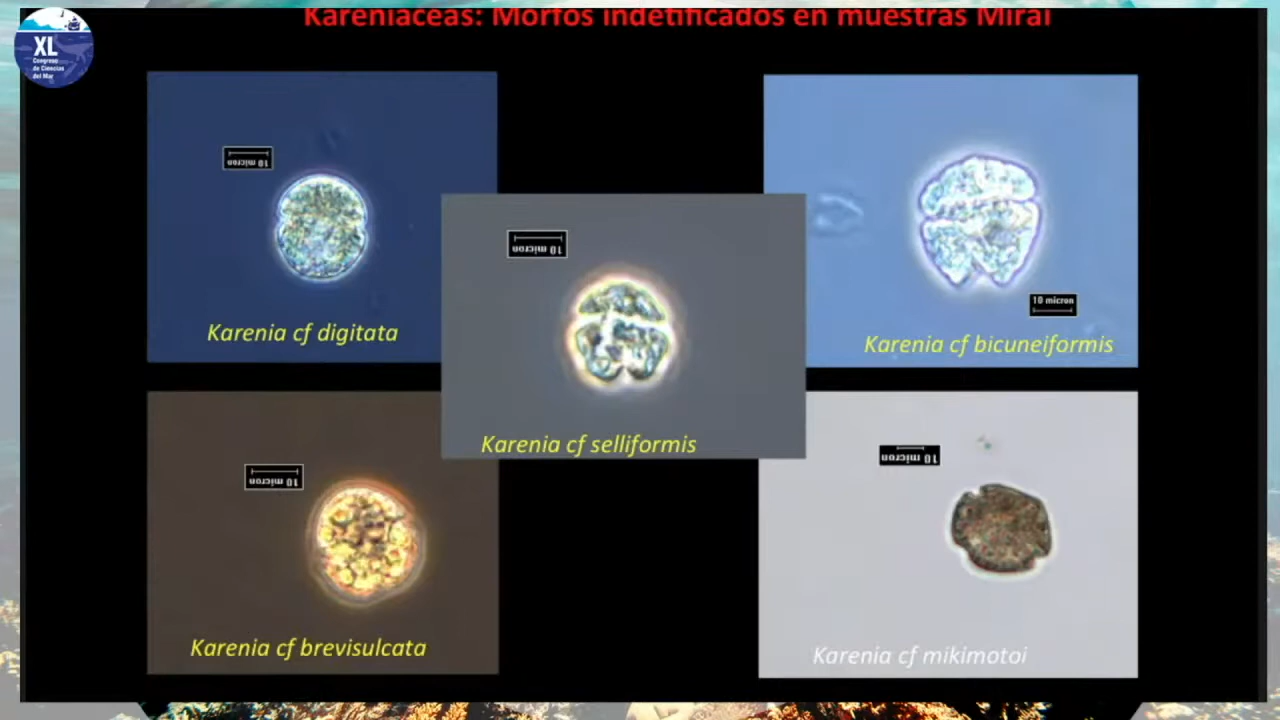 Kareniaceas: Morfos indetificados en muestras Mirai
XL
Congreso
de Ciencias
del Mar
10 micron
Karenia cf digitata
10 micron
Karenia cf selliformis
10 micron
Karenia cf bicuneiformis
10 micron
Karenia cf brevisulcata
10 micron
Karenia cf mikimotoi